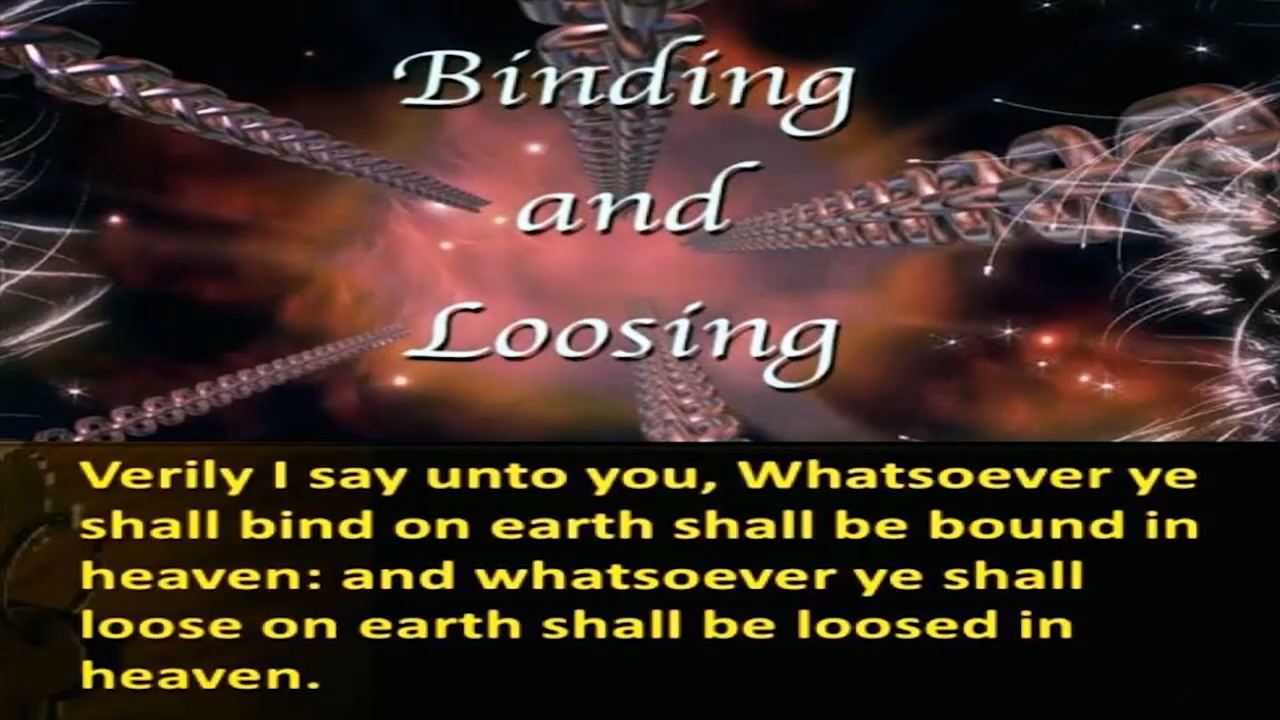 Binding
and
Loosing
Verily I say unto you, Whatsoever ye
shall bind on earth shall be bound in
heaven: and whatsoever ye shall
loose on earth shall be loosed in
heaven.